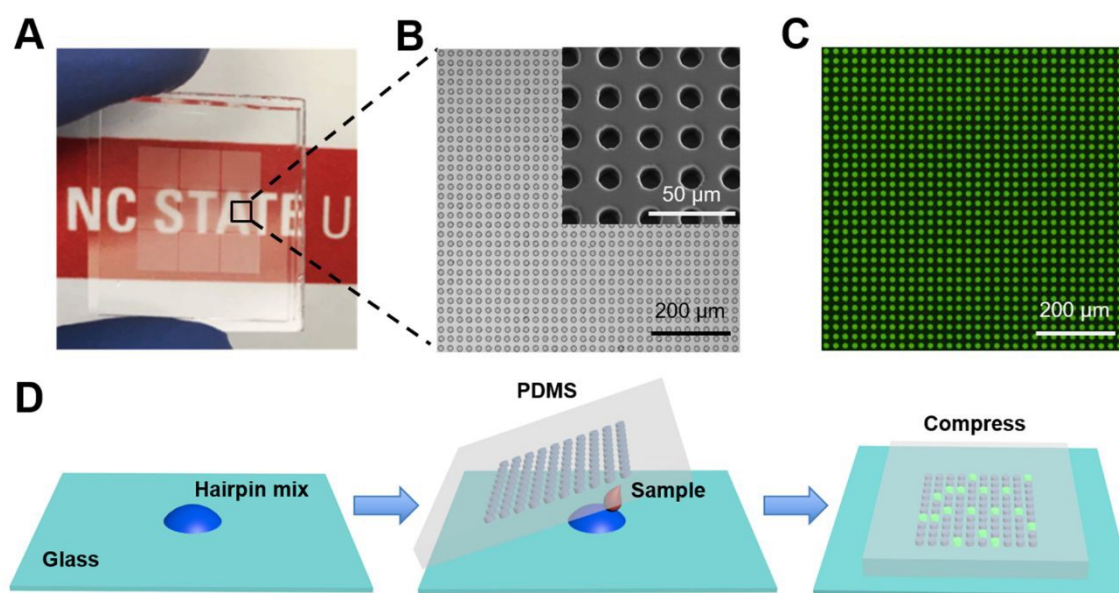 A
B
C
NC STATE U
50 μm
200 μm
200 μm
D
PDMS
Compress
Hairpin mix
Sample
Glass